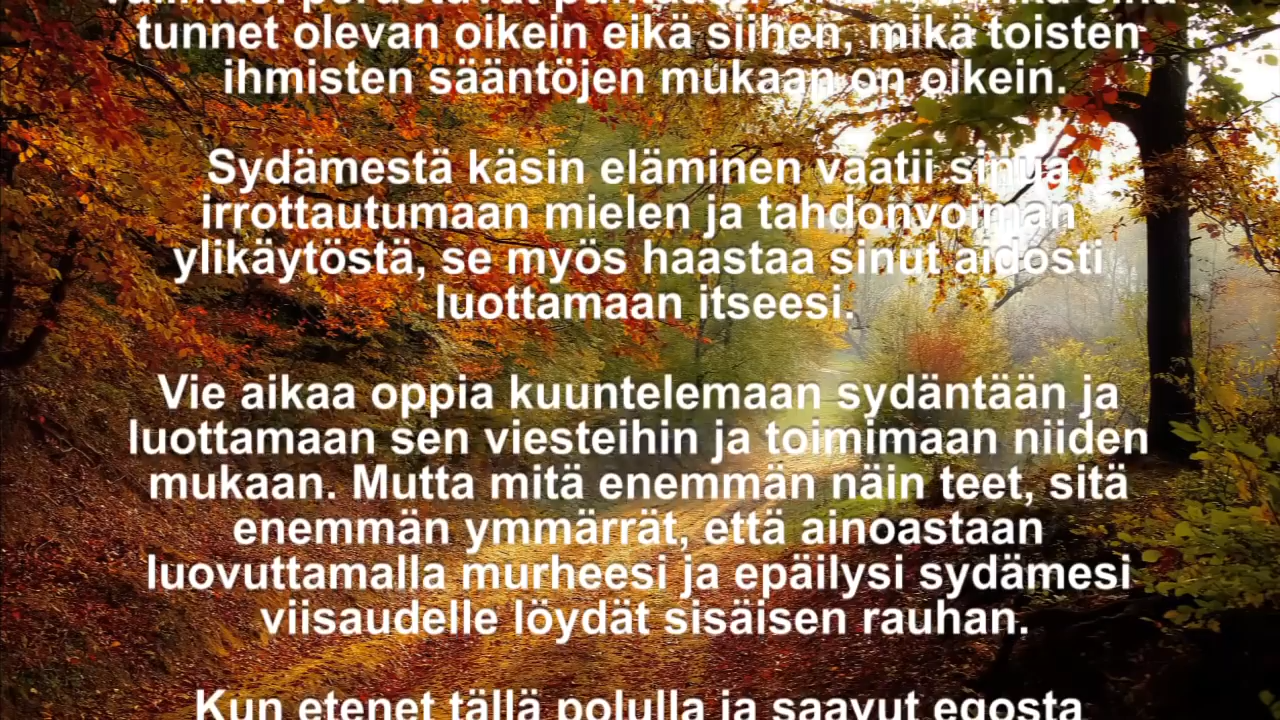 tunnet olevan oikein eikä siihen, mikä toisten
ihmisten sääntöjen mukaan on oikein.
Sydämestä käsin eläminen vaatii sinua
irrottautumaan mielen ja tahdonvoiman
ylikäytöstä, se myös haastaa sinut aidosti
luottamaan itseesi.
Vie aikaa oppia kuuntelemaan sydäntään ja
luottamaan sen viesteihin ja toimimaan niiden
mukaan. Mutta mitä enemmän näin teet, sitä
enemmän ymmärrät, että ainoastaan
luovuttamalla murheesi ja epäilysi sydämesi
viisaudelle löydät sisäisen rauhan.
Kun etenet tällä polulla ja saavut egosta